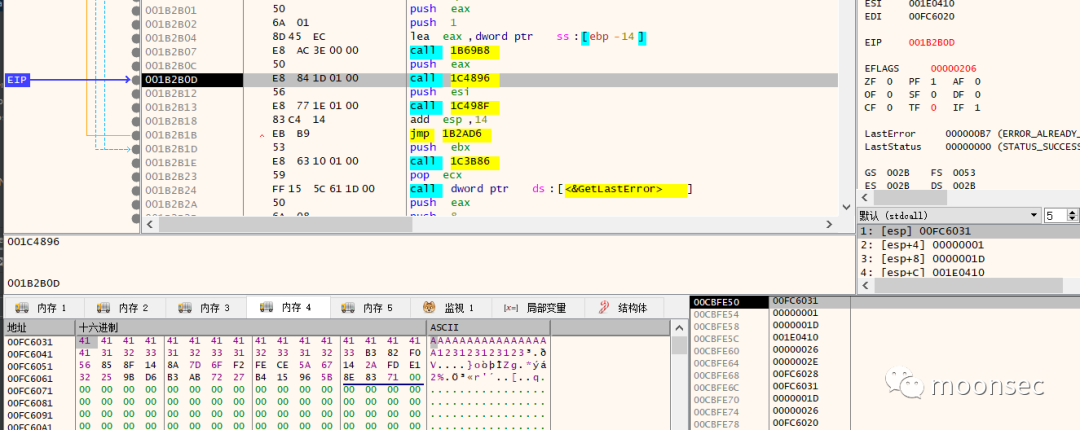 001B2B01 50 push eax
001B2B02 6A 01 push 1
001B2B04 8D 45 EC lea eax ,dword ptr ss:[ebp -14 ]
001B2B07 E8 AC 3E 00 00 call 1B69B8
001B2B0C 50 push eax
EIP 001B2B0D E8 84 1D 01 00 call 1C4896
001B2B12 56 push esi
001B2B13 E8 77 1E 01 00 call 1C498F
001B2B18 83 C4 14 add esp ,14
001B2B1B ^ EB B9 jmp 1B2AD6
001B2B1D 53 push ebx
001B2B1E E8 63 10 01 00 call 1C3B86
001B2B23 59 pop ecx
001B2B24 FF 15 5C 61 1D 00 call dword ptr ds:[<&GetLastError> ]
001B2B2A 50 push eax
6A 08 push 8
ESI 001E0410
EDI 00FC6020
EIP 001B2B0D
EFLAGS 00000206
ZF 0 PF 1 AF 0
OF 0 SF 0 DF 0
CF 0 TF 0 IF 1
LastError 000000B7 (ERROR_ALREADY_
LastStatus 00000000 (STATUS_SUCCESS
GS 002B FS 0053
ES 002B DS 002B
默认 (stdcall) 5
1: [esp] 00FC6031
2: [esp+4] 00000001
3: [esp+8] 0000001D
4: [esp+c] 001E0410
001C4896
001B2B0D
内存 1 内存 2 内存 3 内存 4 内存 5 监视 1 [x=] 局部变量 结构体
地址 十六进制 ASCII
00FC6031 41 41 41 41 41 41 41 41 41 41 41 41 41 41 41 41 AAAAAAAAAAAAAAAA
00FC6041 41 31 32 33 31 32 33 31 32 33 31 32 33 B3 82 F0 A123123123123³.ð
00FC6051 56 85 8F 14 8A 7D 6F F2 FE CE 5A 67 14 2A FD E1 V....}oòþÎZg.*ýá
00FC6061 32 25 9B D6 B3 AB 72 27 B4 15 96 5B 8E 83 71 00 2%.Ö³«r'´..[..q.
00FC6071 00 00 00 00 00 00 00 00 00 00 00 00 00 00 00 00 ................
00FC6081 00 00 00 00 00 00 00 00 00 00 00 00 00 00 00 00 ................
00FC6091 00 00 00 00 00 00 00 00 00 00 00 00 00 00 00 00 ................
00FC60A1 00 00 00 00 00 00 00 00 00 00 00 00 00 00 00 00 ................
00CBFE50 00FC6031
00CBFE54 00000001
00CBFE58 0000001D
00CBFE5C 001E0410
00CBFE60 00000026
00CBFE64 0000002E
00CBFE68 00FC6028
00CBFE6C 00FC6031
00CBFE70 0000001D
00CBFE74 00000026
00CBFE78 00FC6020
moonsec